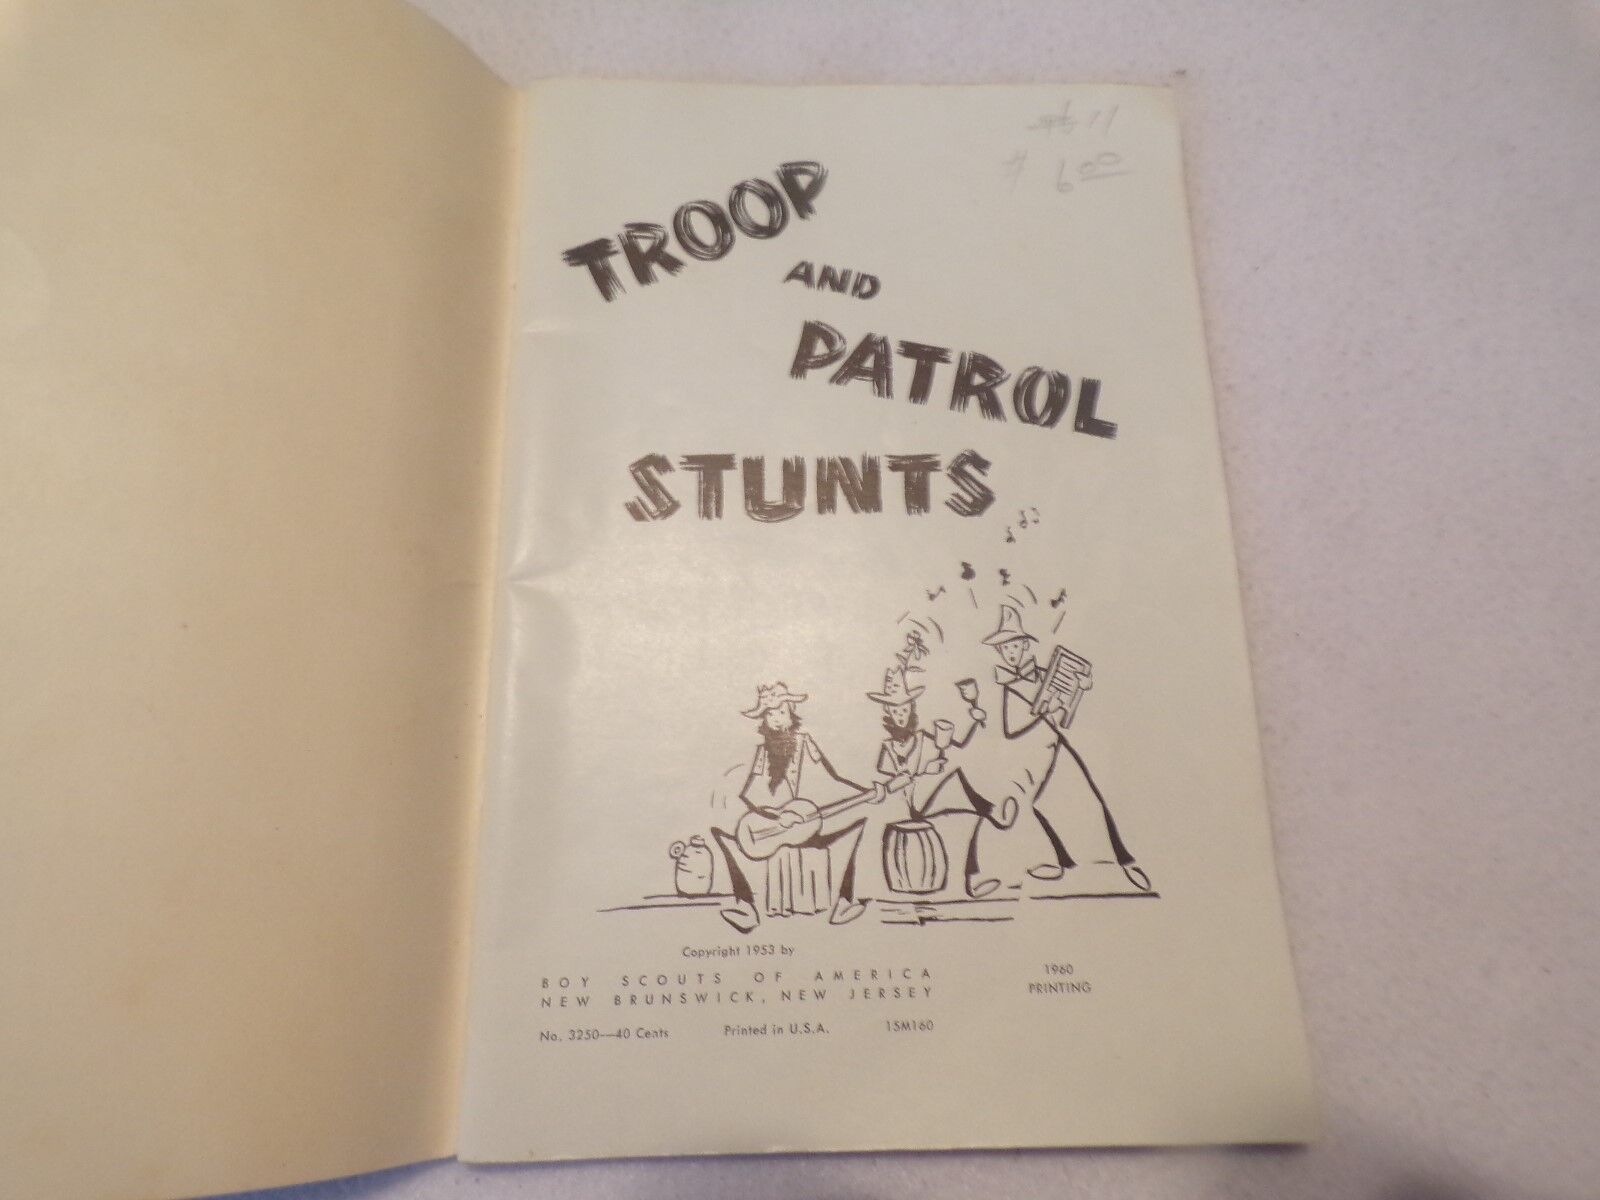 $ 6.00
TROOP
AND
PATROL
STUNTS
Copyright 1953 by
BOY SCOUTS OF AMERICA
NEW BRUNSWICK, NEW JERSEY
1960
PRINTING
No. 3250—40 Cents Printed in U.S.A. 15M160